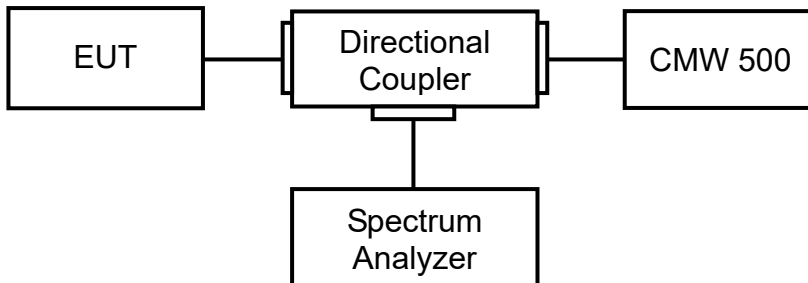 EUT
Directional
Coupler
CMW 500
Spectrum
Analyzer